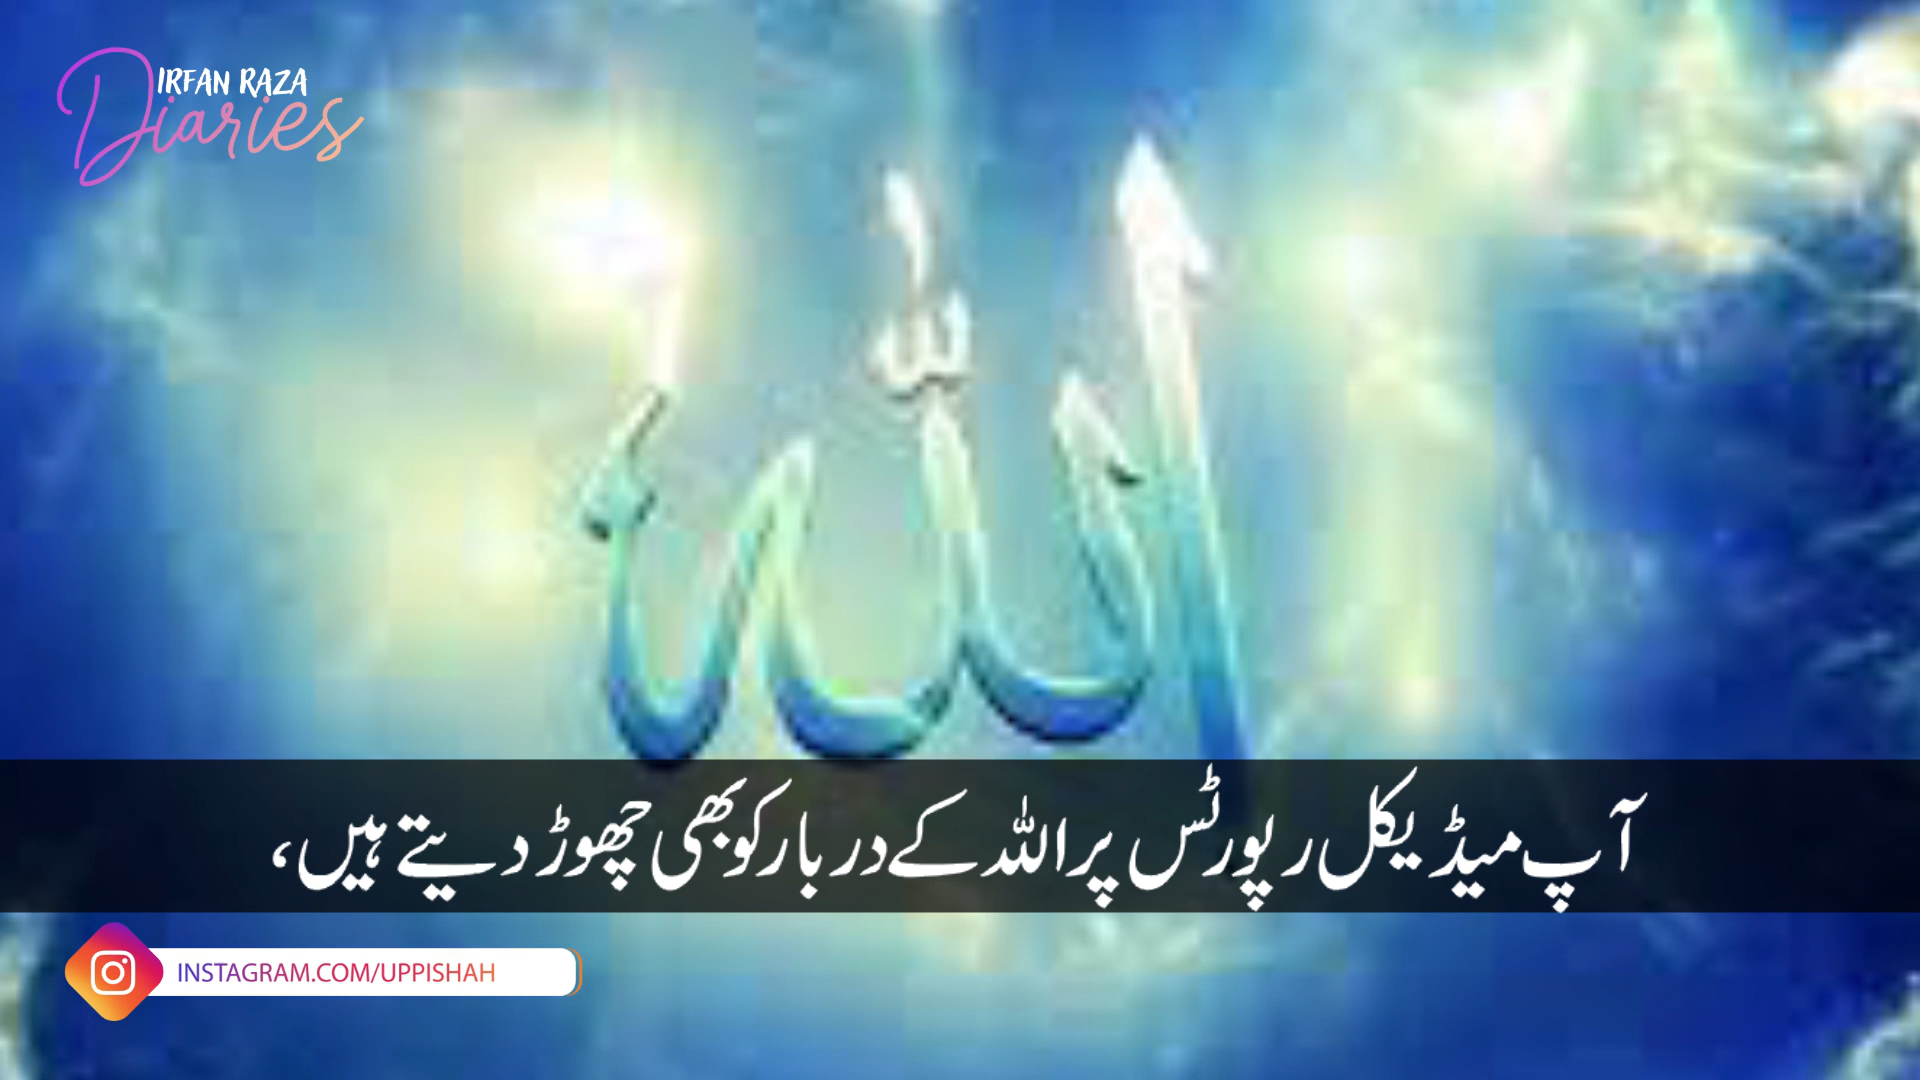 IRFAN RAZA
Diaries
الله
آپ میڈیکل رپورٹس پر اللہ کے دربار کو بھی چھوڑ دیتے ہیں،
INSTAGRAM.COM/UPPISHAH